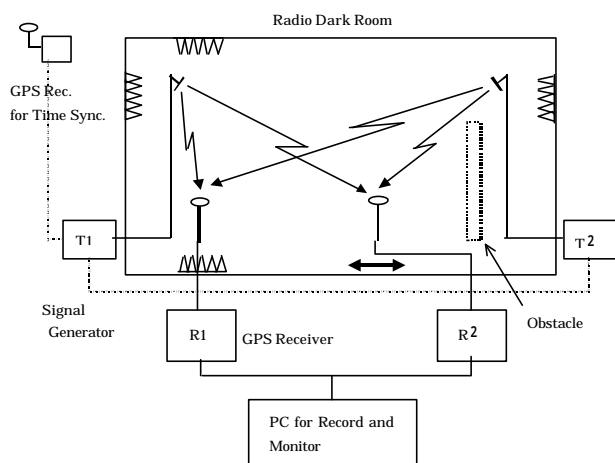 Radio Dark Room
GPS Rec.
for Time Sync.
T1
T2
Signal
Generator
R1
GPS Receiver
R2
Obstacle
PC for Record and
Monitor